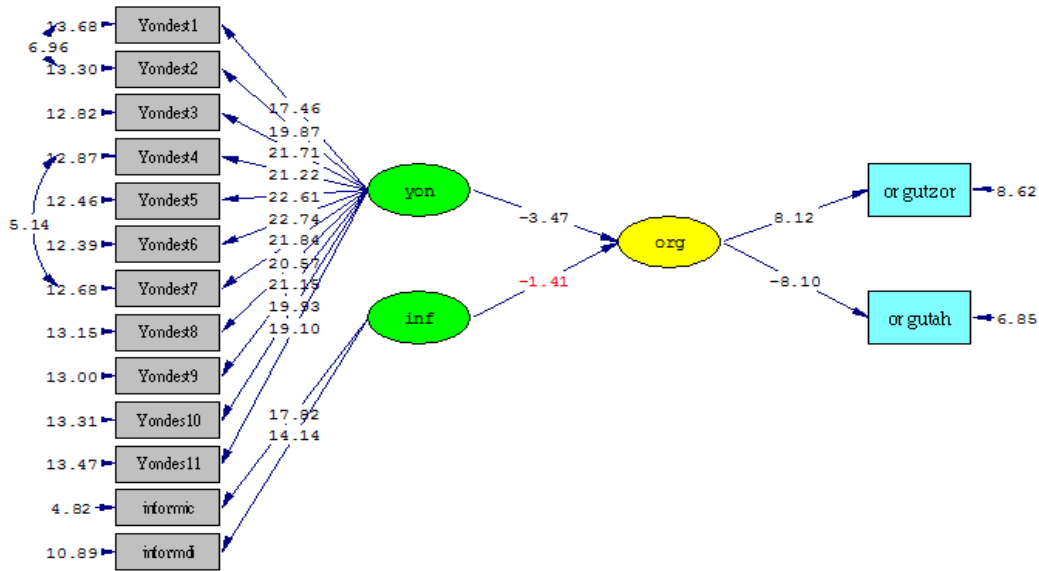 13.68 Yondest1
6.96
13.30 Yondest2
12.82 Yondest3
12.87 Yondest4
12.46 Yondest5
5.14
12.39 Yondest6
12.68 Yondest7
13.15 Yondest8
13.00 Yondest9
13.31 Yondes10
13.47 Yondes11
4.82 informic
10.89 informdi
17.46
19.87
21.71
21.22
22.61
22.74
21.84
20.57
21.15
19.93
19.10
17.82
14.14
yon
inf
-3.47
-1.41
org
8.12
-8.10
orgutzor 8.62
orgutah 6.85